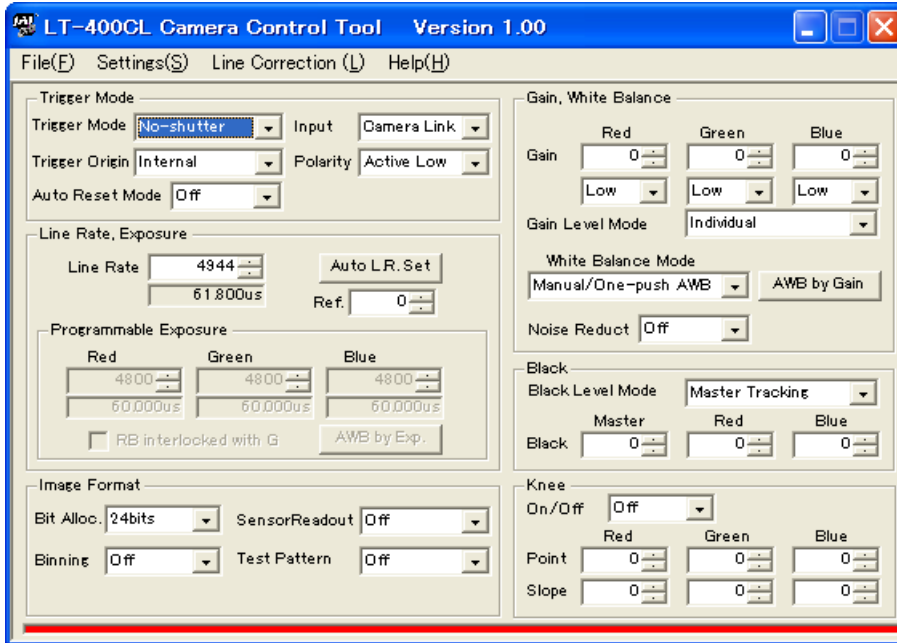 LT-400CL Camera Control Tool Version 1.00
File(F) Settings(S) Line Correction (L) Help(H)
Trigger Mode
Trigger Mode No-shutter Input Camera Link
Trigger Origin Internal Polarity Active Low
Auto Reset Mode Off
Line Rate, Exposure
Line Rate 4944 Auto L.R. Set
61.800us Ref. 0
Programmable Exposure
Red Green Blue
4800 4800 4800
60.000us 60.000us 60.000us
RB interlocked with G AWB by Exp.
Image Format
Bit Alloc. 24bits SensorReadout Off
Binning Off Test Pattern Off
Gain, White Balance
Red Green Blue
Gain 0 0 0
Low Low Low
Gain Level Mode Individual
White Balance Mode
Manual/One-push AWB AWB by Gain
Noise Reduct Off
Black
Black Level Mode Master Tracking
Master Red Blue
Black 0 0 0
Knee
On/Off Off
Red Green Blue
Point 0 0 0
Slope 0 0 0